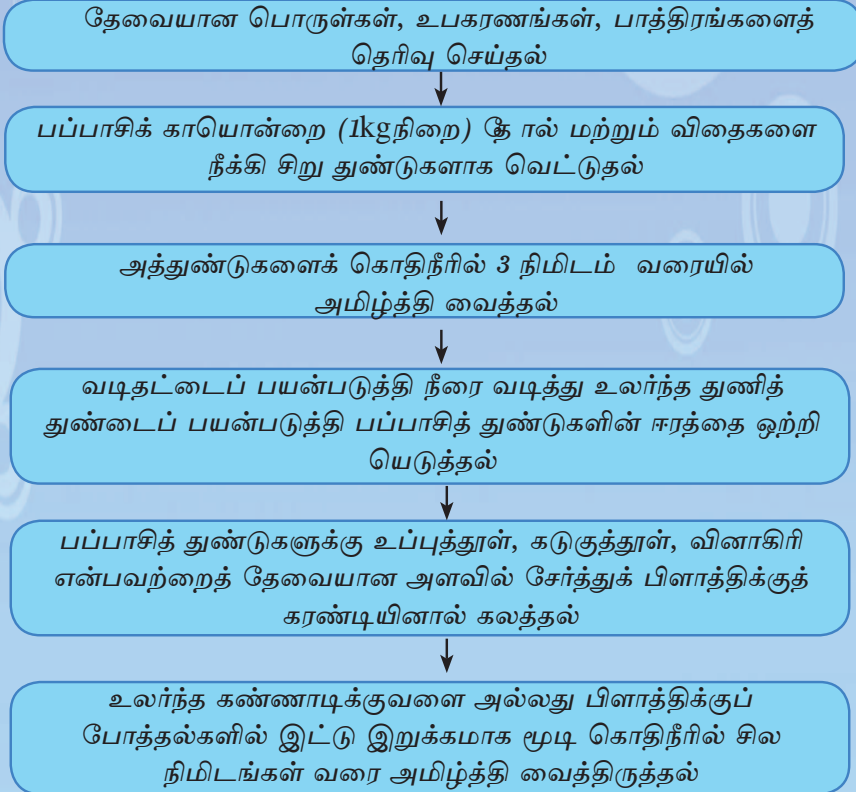 தேவையான பொருள்கள், உபகரணங்கள், பாத்திரங்களைத்
தெரிவு செய்தல்
பப்பாசிக் காயொன்றை (1kgநிறை) தோல் மற்றும் விதைகளை
நீக்கி சிறு துண்டுகளாக வெட்டுதல்
அத்துண்டுகளைக் கொதிநீரில் 3 நிமிடம் வரையில்
அமிழ்த்தி வைத்தல்
வடிதட்டைப் பயன்படுத்தி நீரை வடித்து உலர்ந்த துணித்
துண்டைப் பயன்படுத்தி பப்பாசித் துண்டுகளின் ஈரத்தை ஒற்றி
யெடுத்தல்
பப்பாசித் துண்டுகளுக்கு உப்புத்தூள், கடுகுத்தூள், வினாகிரி
என்பவற்றைத் தேவையான அளவில் சேர்த்துக் பிளாத்திக்குத்
கரண்டியினால் கலத்தல்
உலர்ந்த கண்ணாடிக்குவளை அல்லது பிளாத்திக்குப்
போத்தல்களில் இட்டு இறுக்கமாக மூடி கொதிநீரில் சில
நிமிடங்கள் வரை அமிழ்த்தி வைத்திருத்தல்